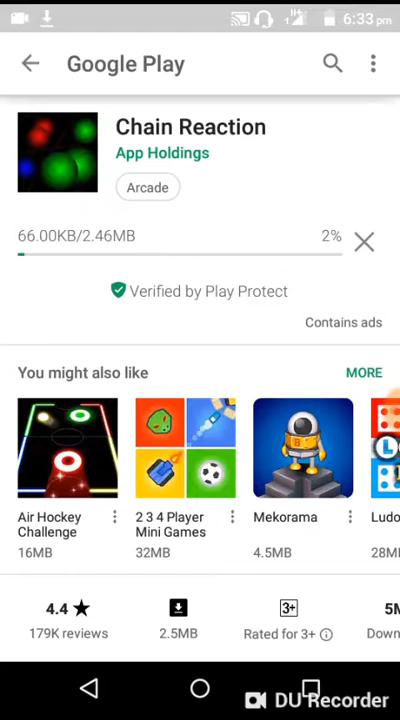 6:33 pm
Google Play
Chain Reaction
App Holdings
Arcade
66.00KB/2.46MB 2%
Verified by Play Protect
Contains ads
You might also like MORE
Air Hockey Challenge
16MB
2 3 4 Player Mini Games
32MB
B
Mekorama
4.5MB
L
Ludo
28MB
4.4
179K reviews
2.5MB
3+
Rated for 3+
5M
Down
DU Recorder